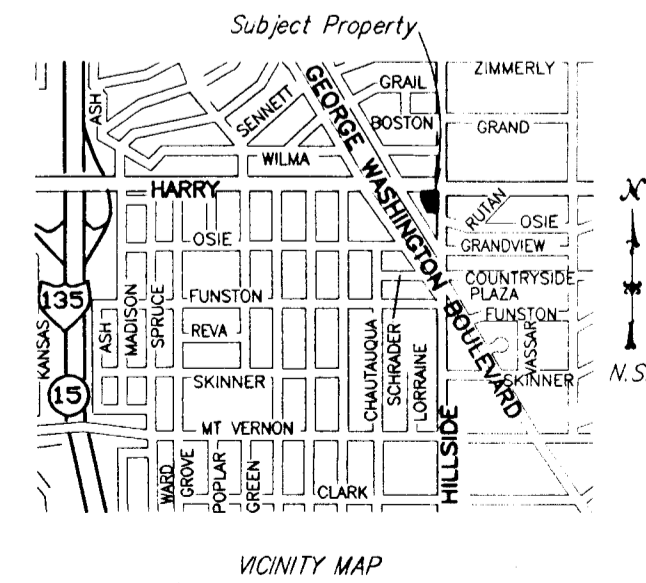 Subject Property
ZIMMERLY
GRAIL
ASH
SENNETT
GEORGE WASHINGTON BOULEVARD
BOSTON
GRAND
WILMA
HARRY
RUTAN
OSIE
OSIE
GRANDVIEW
COUNTRYSIDE
PLAZA
135
FUNSTON
FUNSTON
KANSAS
ASH
MADISON
SPRUCE
REVA
CHAUTAUQUA
SCHRADER
LORRAINE
VASSAR
SKINNER
SKINNER
15
MT VERNON
HILLSIDE
WARD
GROVE
POPLAR
GREEN
CLARK
N
N.S.
VICINITY MAP